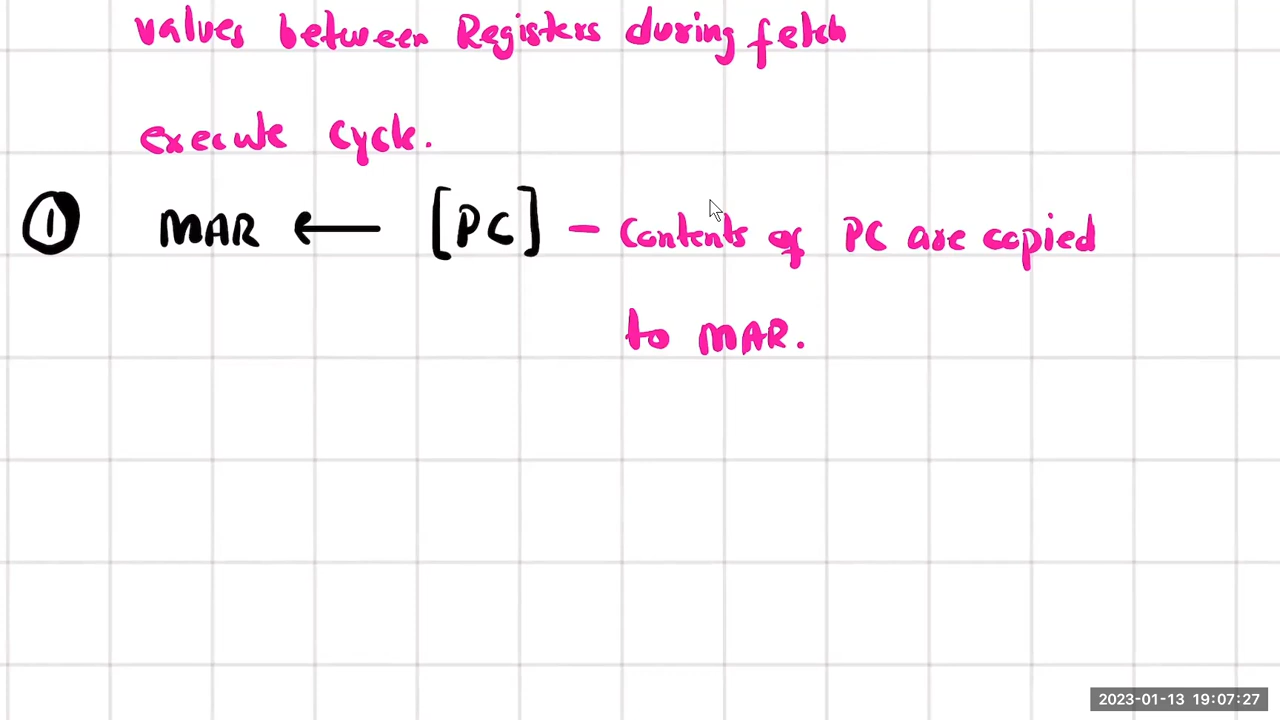 values between Registers during fetch
execute cycle.
① MAR ← [PC] – Contents of PC are copied
to MAR.
2023-01-13 19:07:27